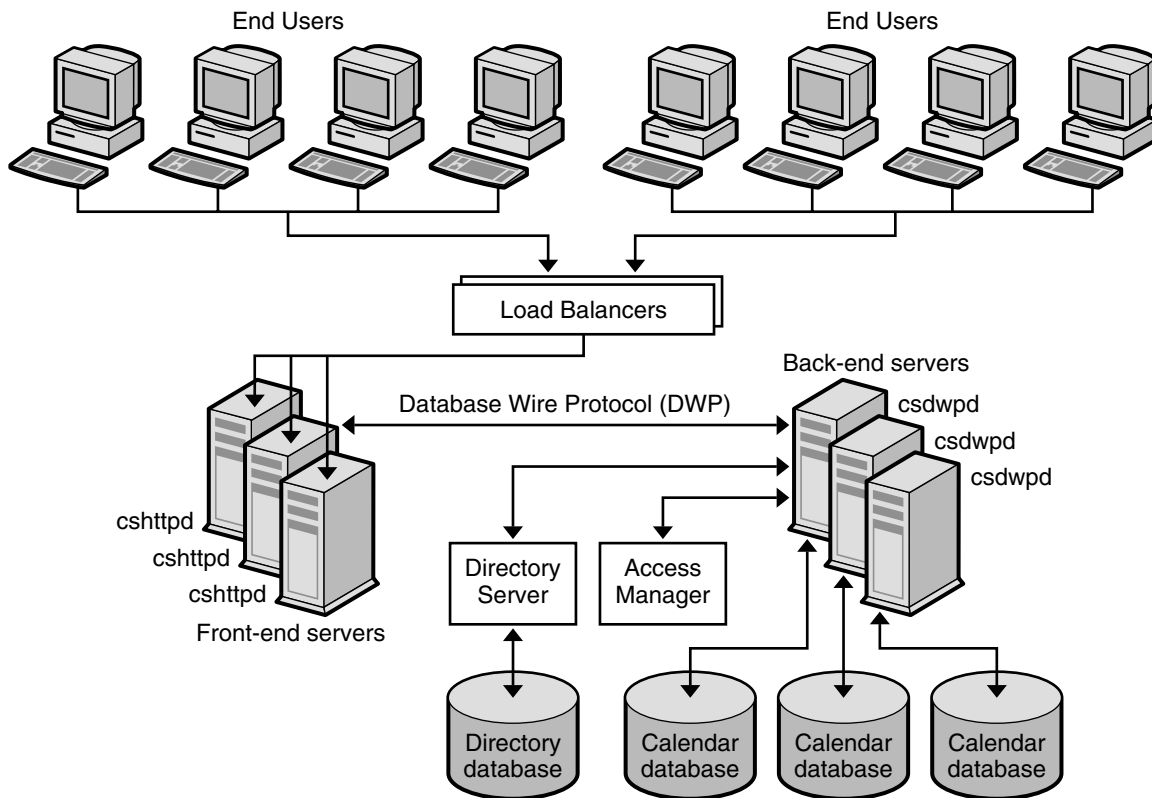 End Users
End Users
Load Balancers
Back-end servers
Database Wire Protocol (DWP)
csdwpd
csdwpd
csdwpd
cshttpd
cshttpd
cshttpd
Front-end servers
Directory
Server
Access
Manager
Directory
database
Calendar
database
Calendar
database
Calendar
database